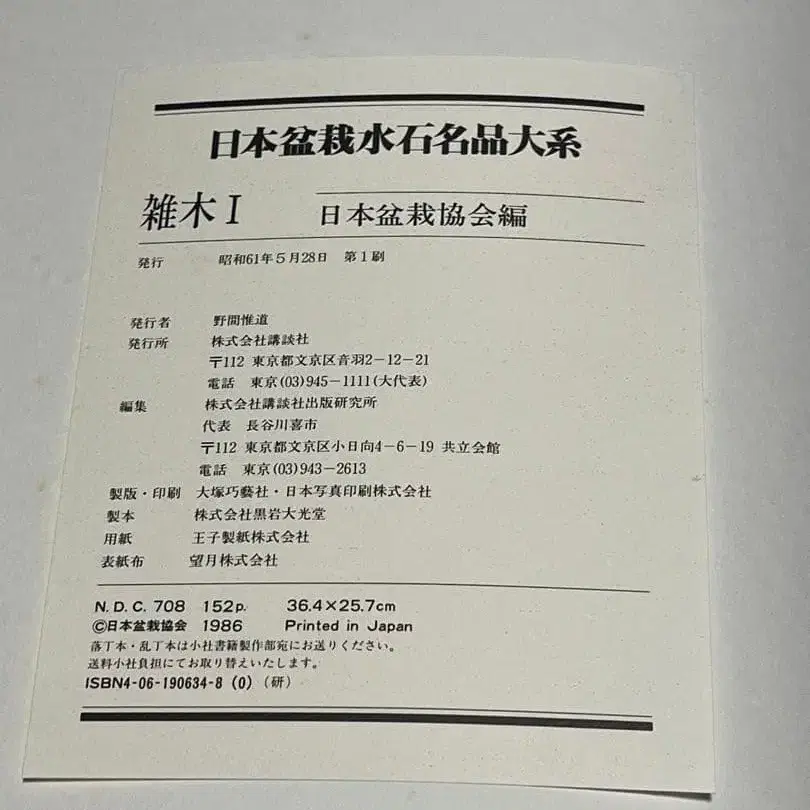 日本盆栽水石名品大系
雑木I 日本盆栽協会編
発行 昭和61年5月28日 第1刷
発行者 野間惟道
発行所 株式会社講談社
〒112 東京都文京区音羽2-12-21
電話 東京(03)945-1111(大代表)
編集 株式会社講談社出版研究所
代表 長谷川喜市
〒112 東京都文京区小日向4-6-19 共立会館
電話 東京(03)943-2613
製版・印刷 大塚巧藝社・日本写真印刷株式会社
製本 株式会社黒岩大光堂
用紙 王子製紙株式会社
表紙布 望月株式会社
N.D.C. 708 152p. 36.4×25.7cm
©日本盆栽協会 1986 Printed in Japan
落丁本・乱丁本は小社書籍製作部宛にお送りください。
送料小社負担にてお取り替えいたします。
ISBN4-06-190634-8 (0) (研)